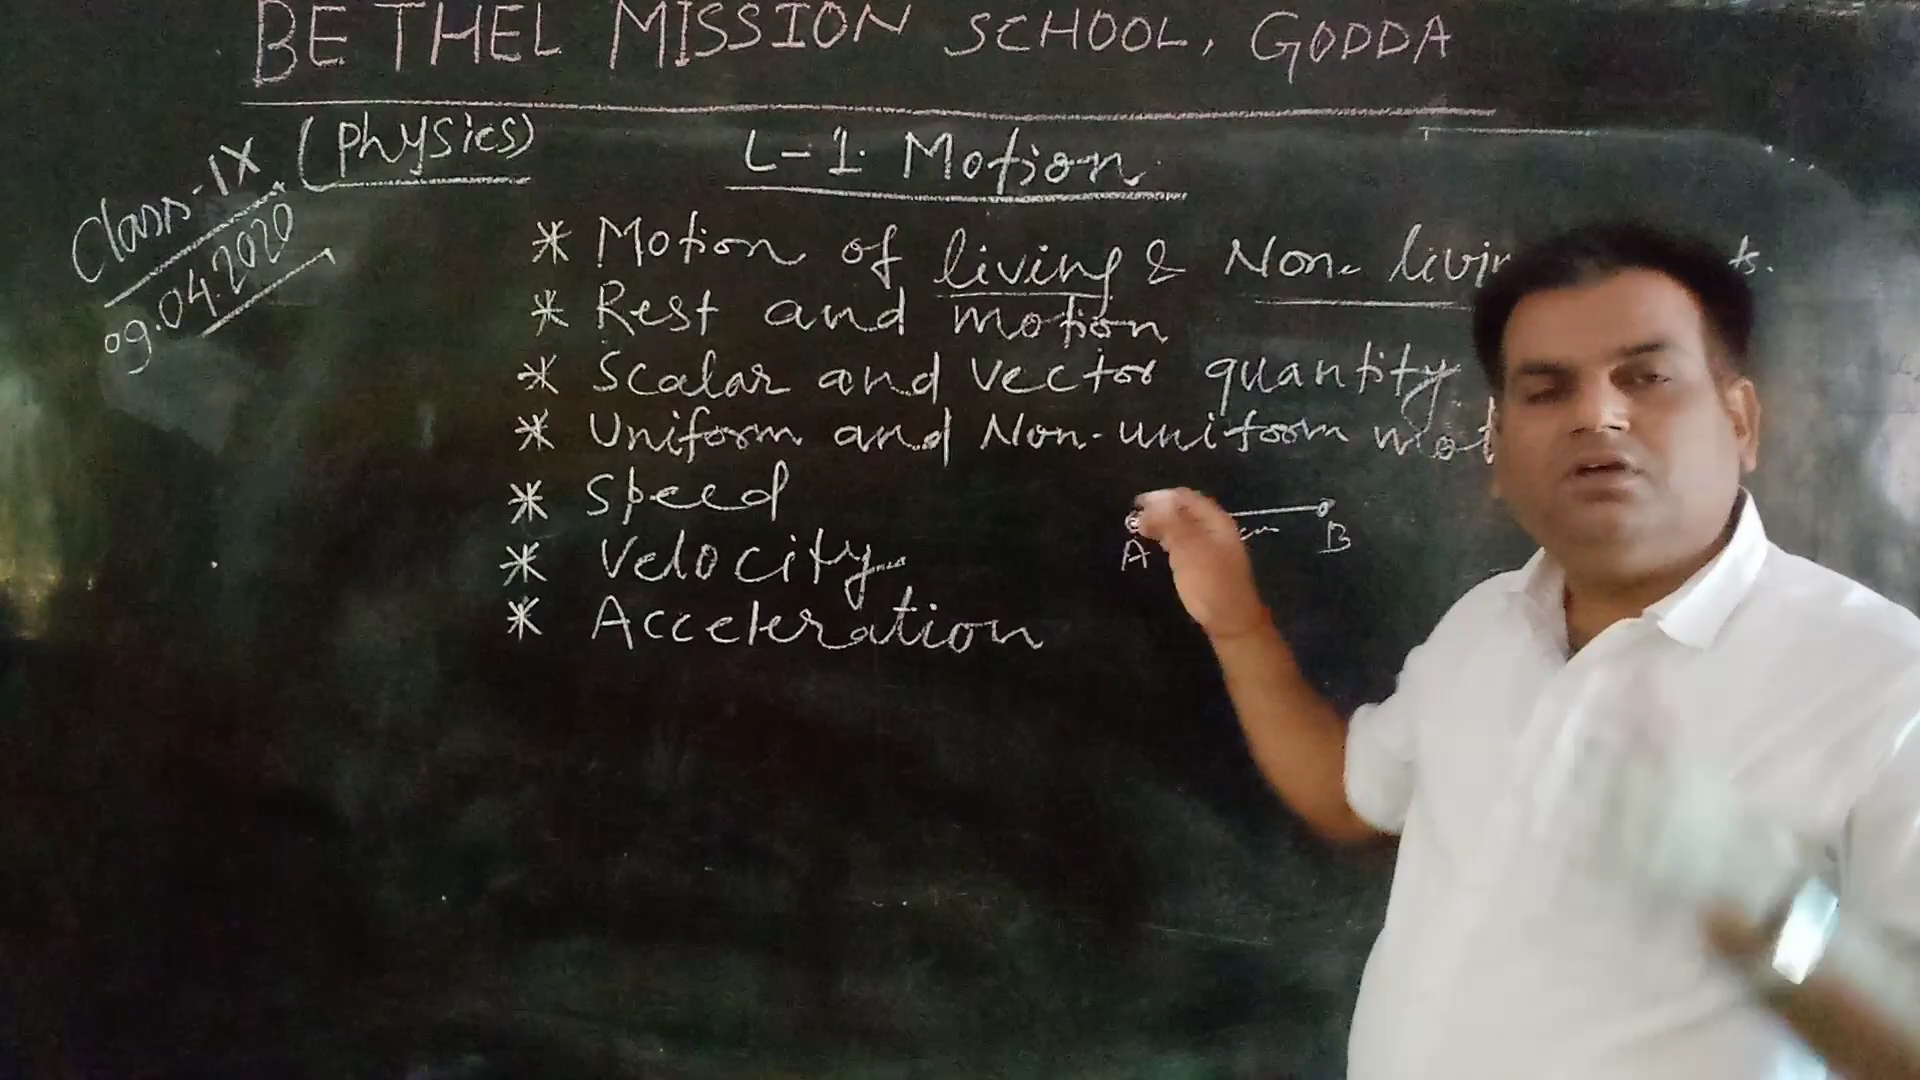 BETHEL MISSION SCHOOL, GODDA
Class-IX (Physics)
09.04.2020
L-1. Motion
* Motion of living & Non-
* Rest and motion
* Scalar and vector quantity
* Uniform and Non-uniform
* Speed
* Velocity
* Acceleration
A B